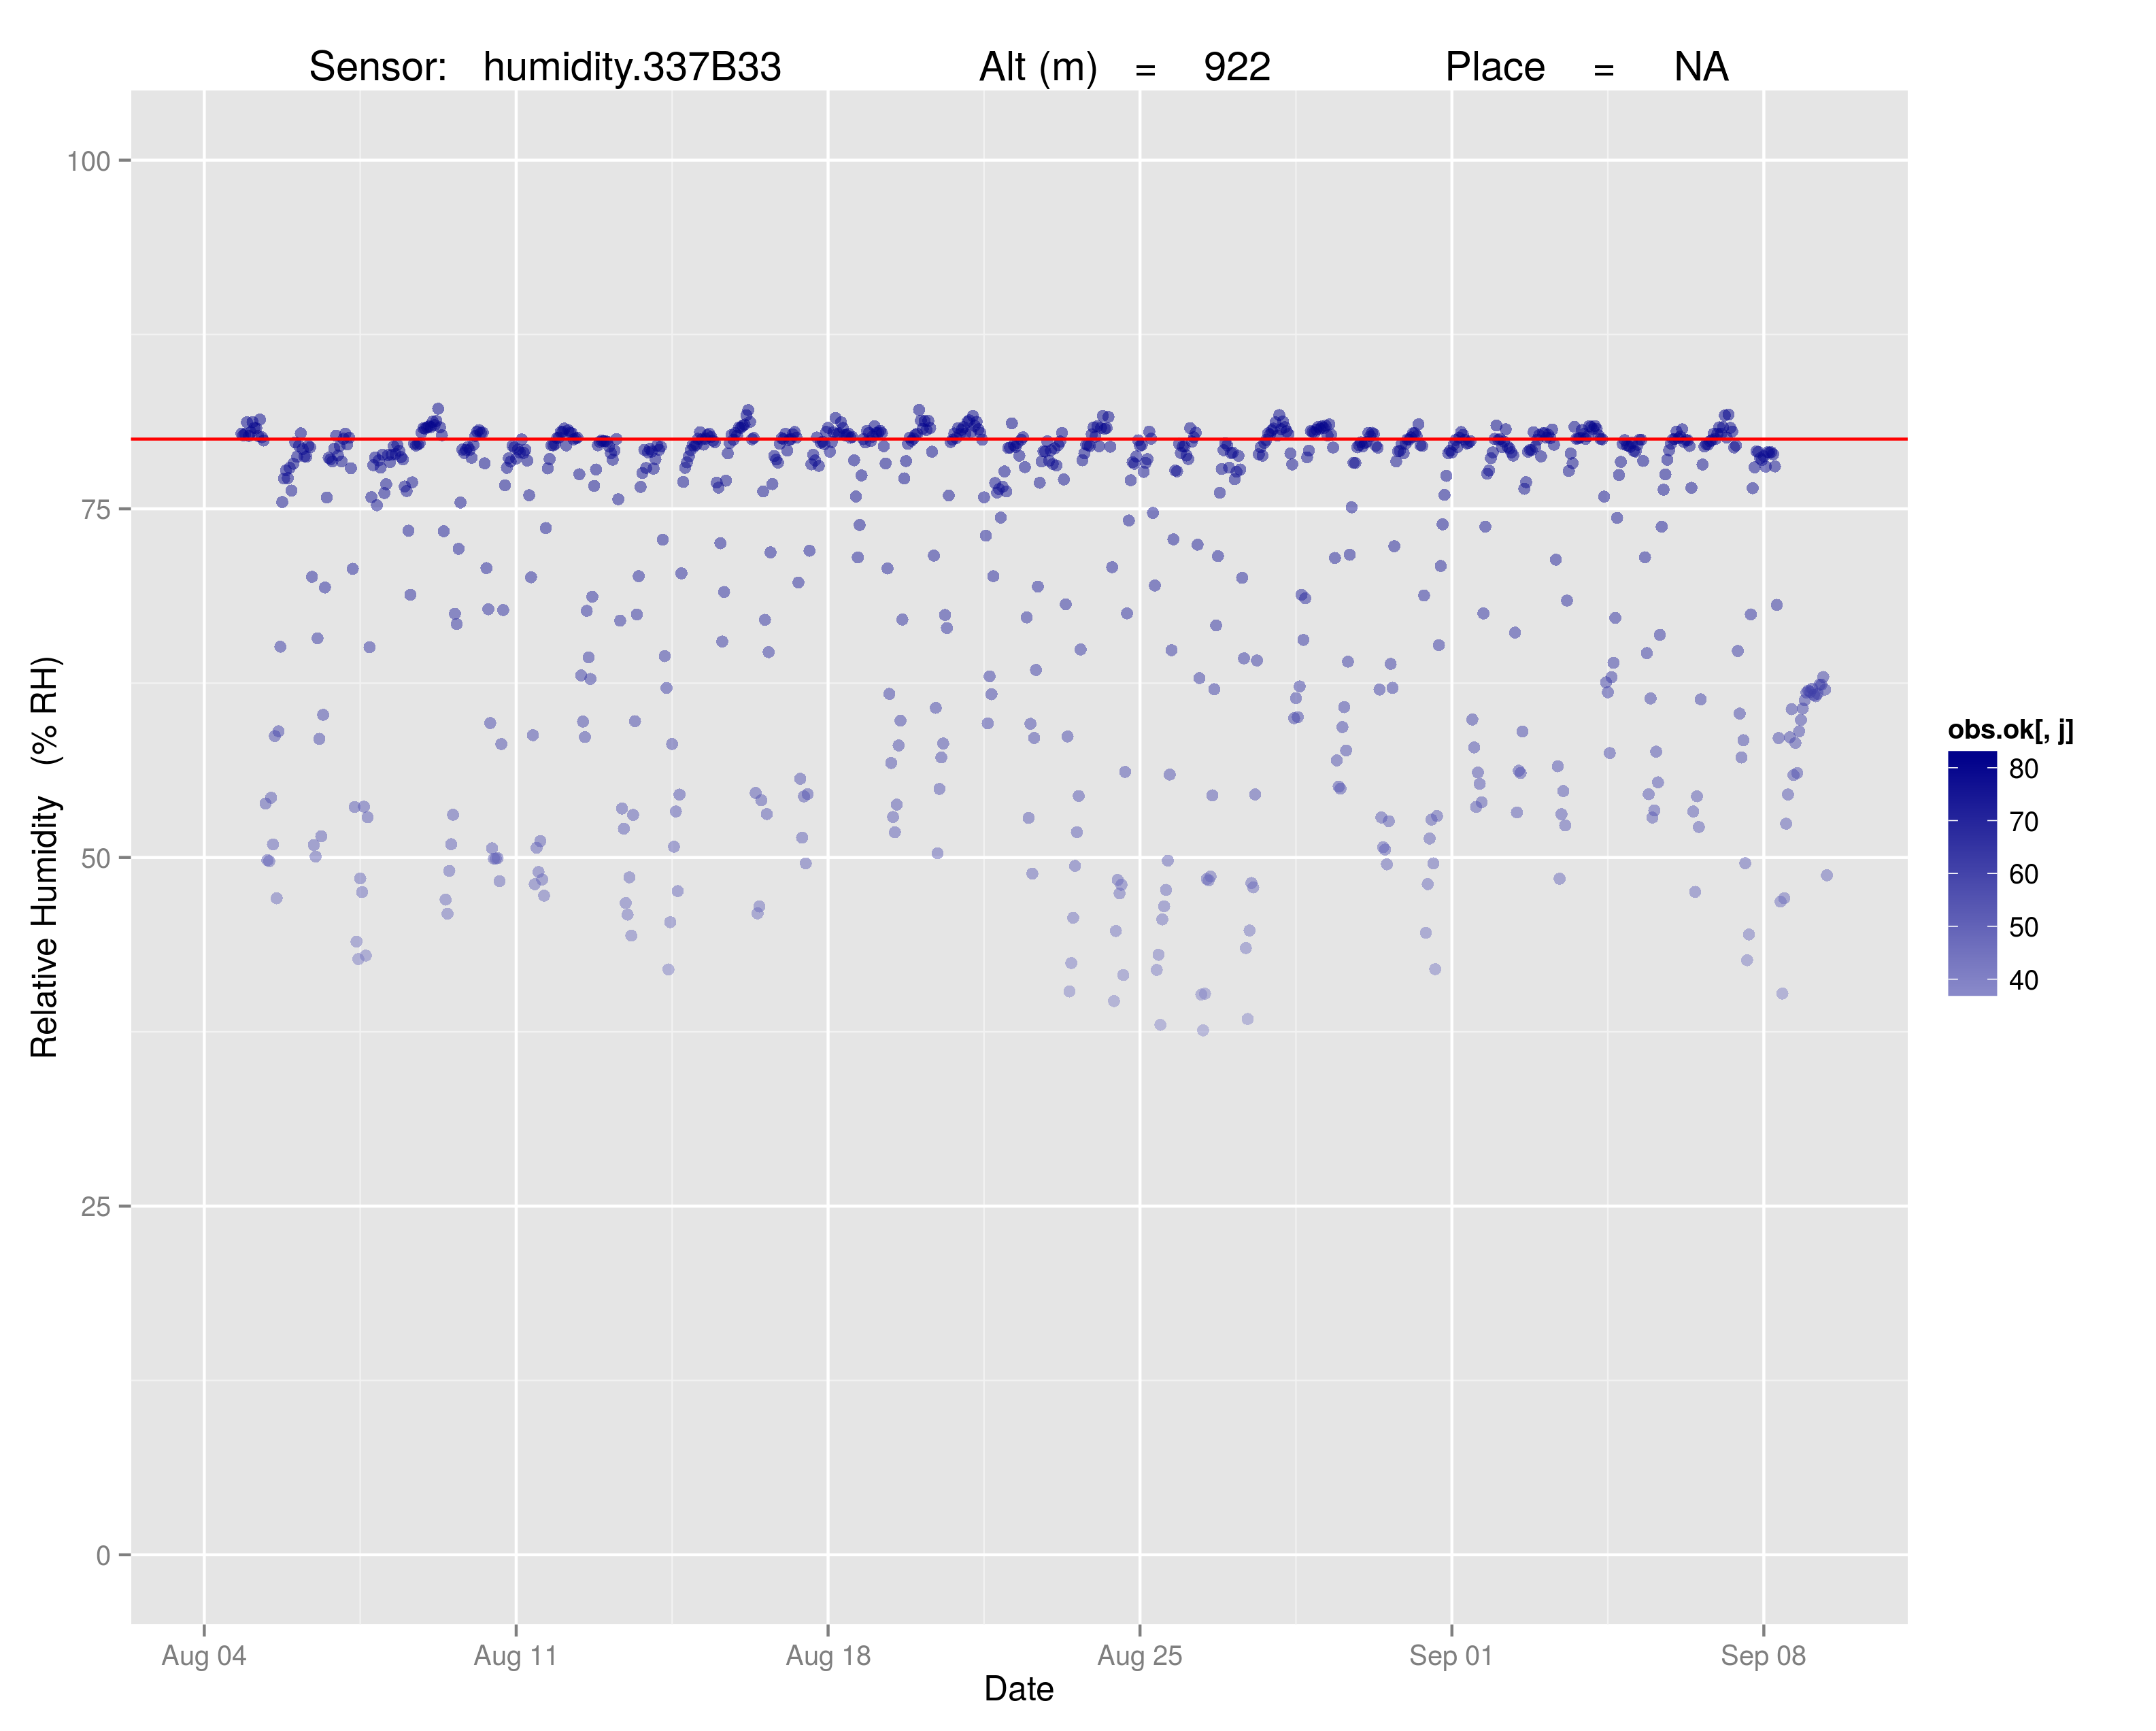 Sensor: humidity.337B33 Alt (m) = 922 Place = NA
100
75
50
25
0
Relative Humidity (% RH)
Aug 04 Aug 11 Aug 18 Aug 25 Sep 01 Sep 08
Date
obs.ok[, j]
80
70
60
50
40